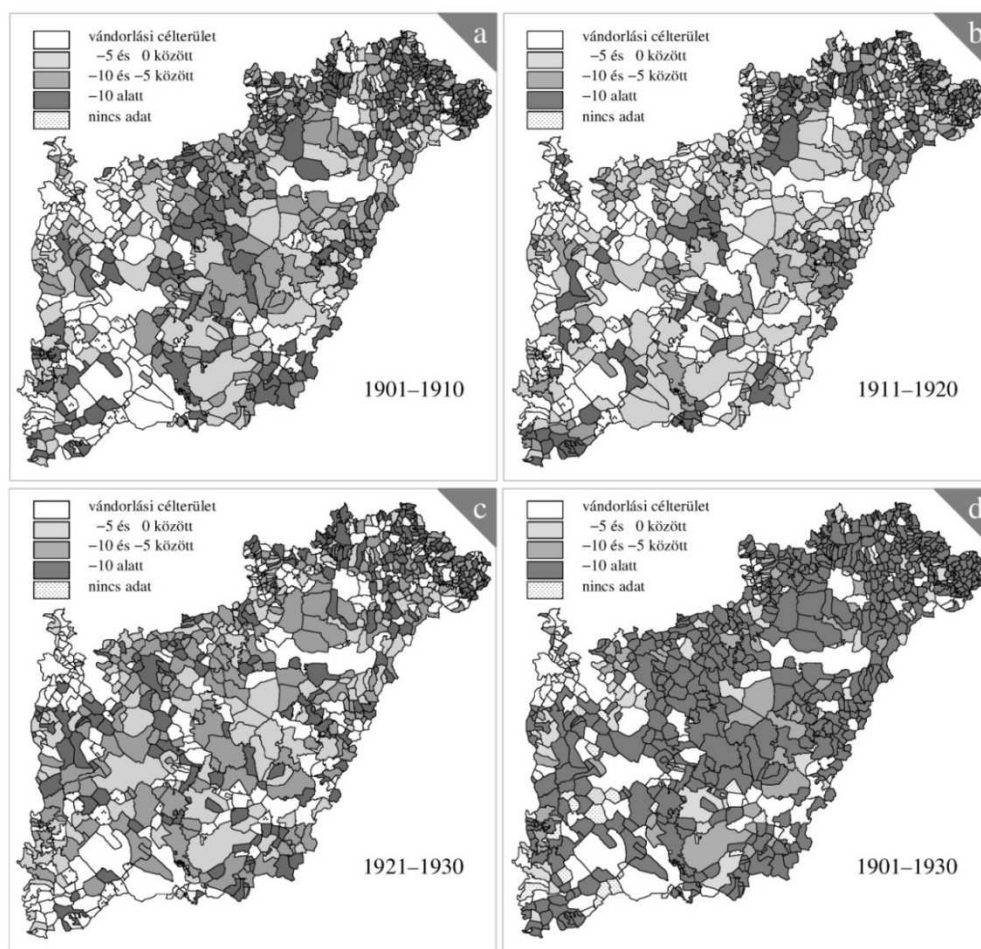 a
vándorlási célterület
−5 és 0 között
−10 és −5 között
−10 alatt
nincs adat
1901–1910
b
vándorlási célterület
−5 és 0 között
−10 és −5 között
−10 alatt
nincs adat
1911–1920
c
vándorlási célterület
−5 és 0 között
−10 és −5 között
−10 alatt
nincs adat
1921–1930
d
vándorlási célterület
−5 és 0 között
−10 és −5 között
−10 alatt
nincs adat
1901–1930